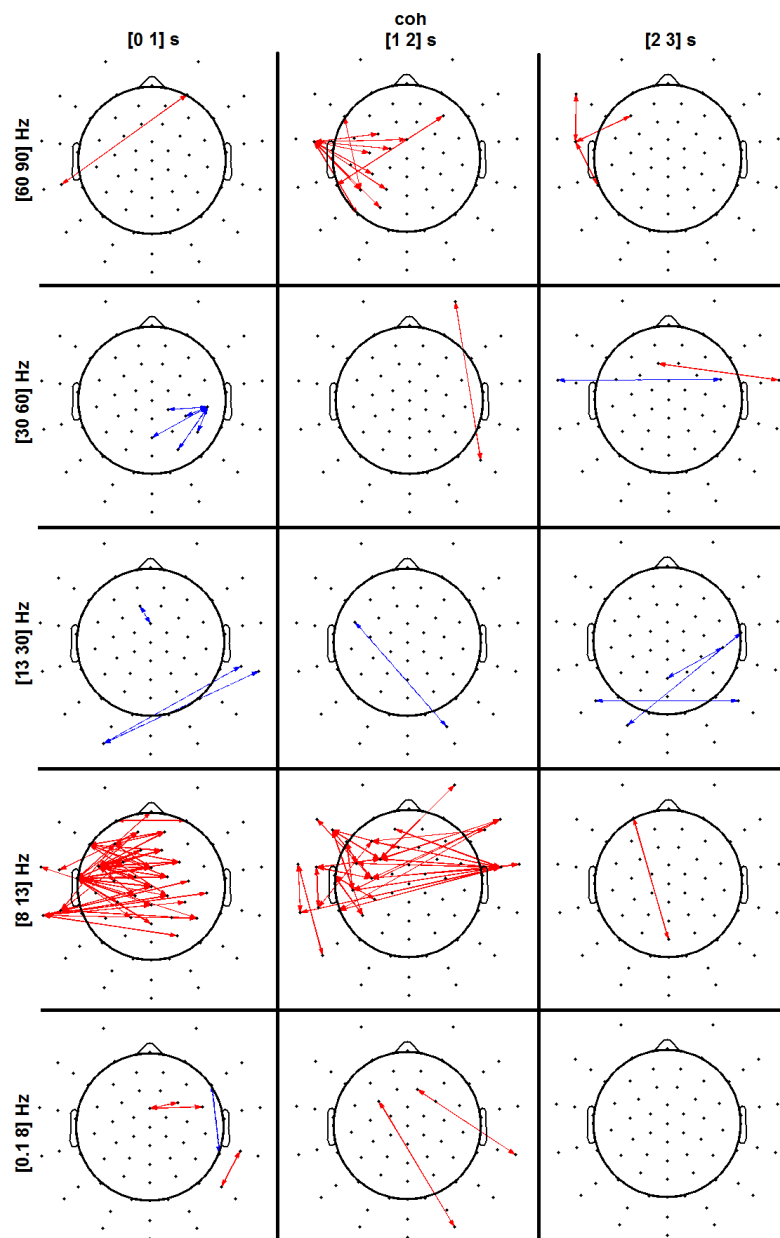 coh
[0 1] s
[1 2] s
[2 3] s
[60 90] Hz
[30 60] Hz
[13 30] Hz
[8 13] Hz
[0.1 8] Hz